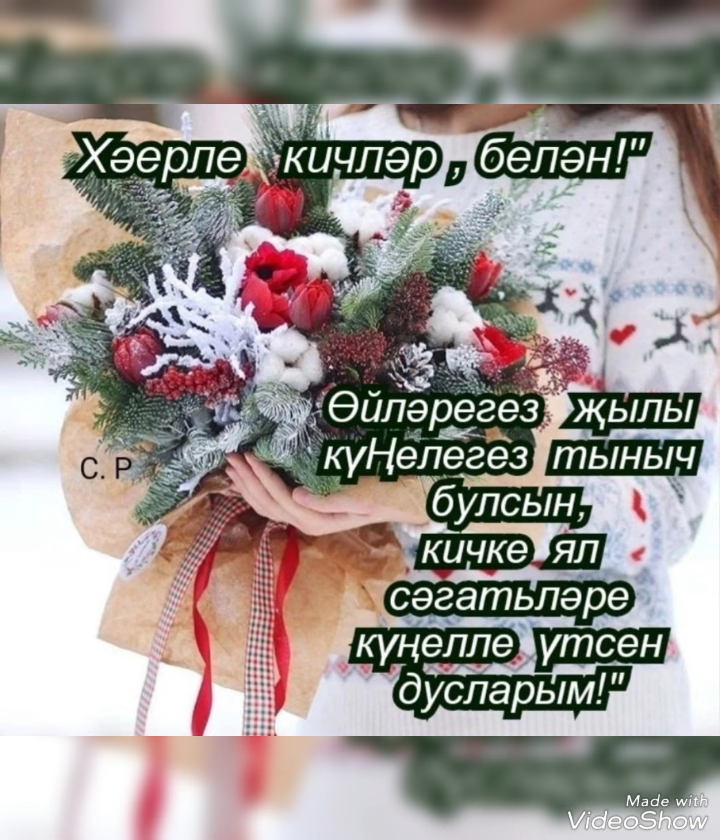 Хәерле кичләр, белән!"
Өйләрегез җылы
күҢелегез тыныч
булсын,
кичке ял
сәгатьләре
күңелле үтсен
дусларым!"
С. Р
Made with
VideoShow